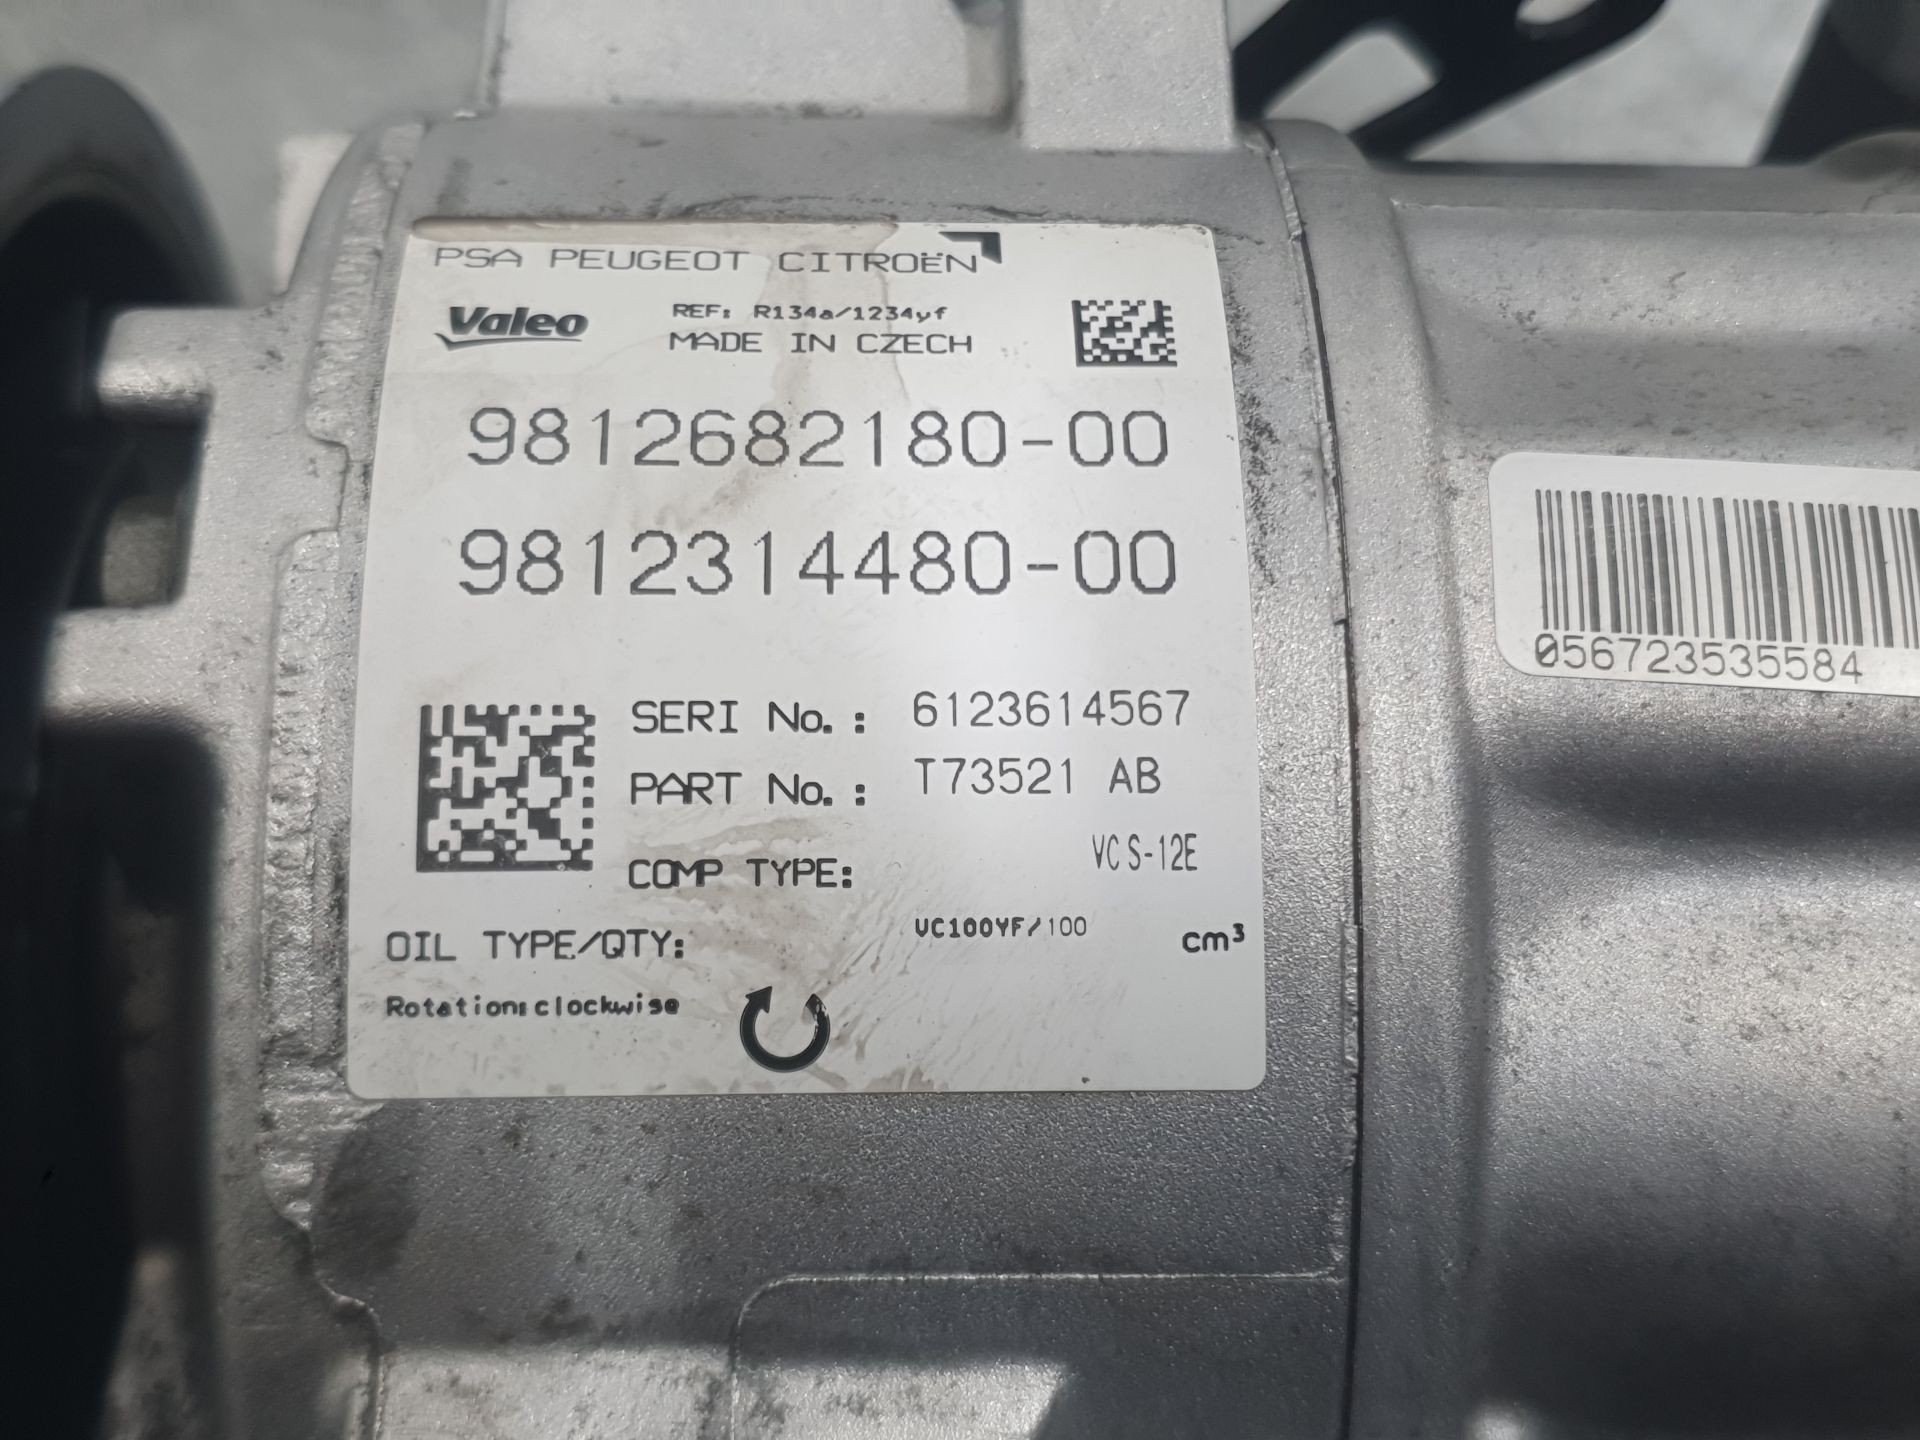 PSA PEUGEOT CITROËN
Valeo
REF: R134a/1234yf
MADE IN CZECH
9812682180-00
9812314480-00
SERI No.: 6123614567
PART No.: T73521 AB
COMP TYPE: VCS-12E
OIL TYPE/QTY: VC100YF/100 cm³
Rotation:clockwise
056723535584